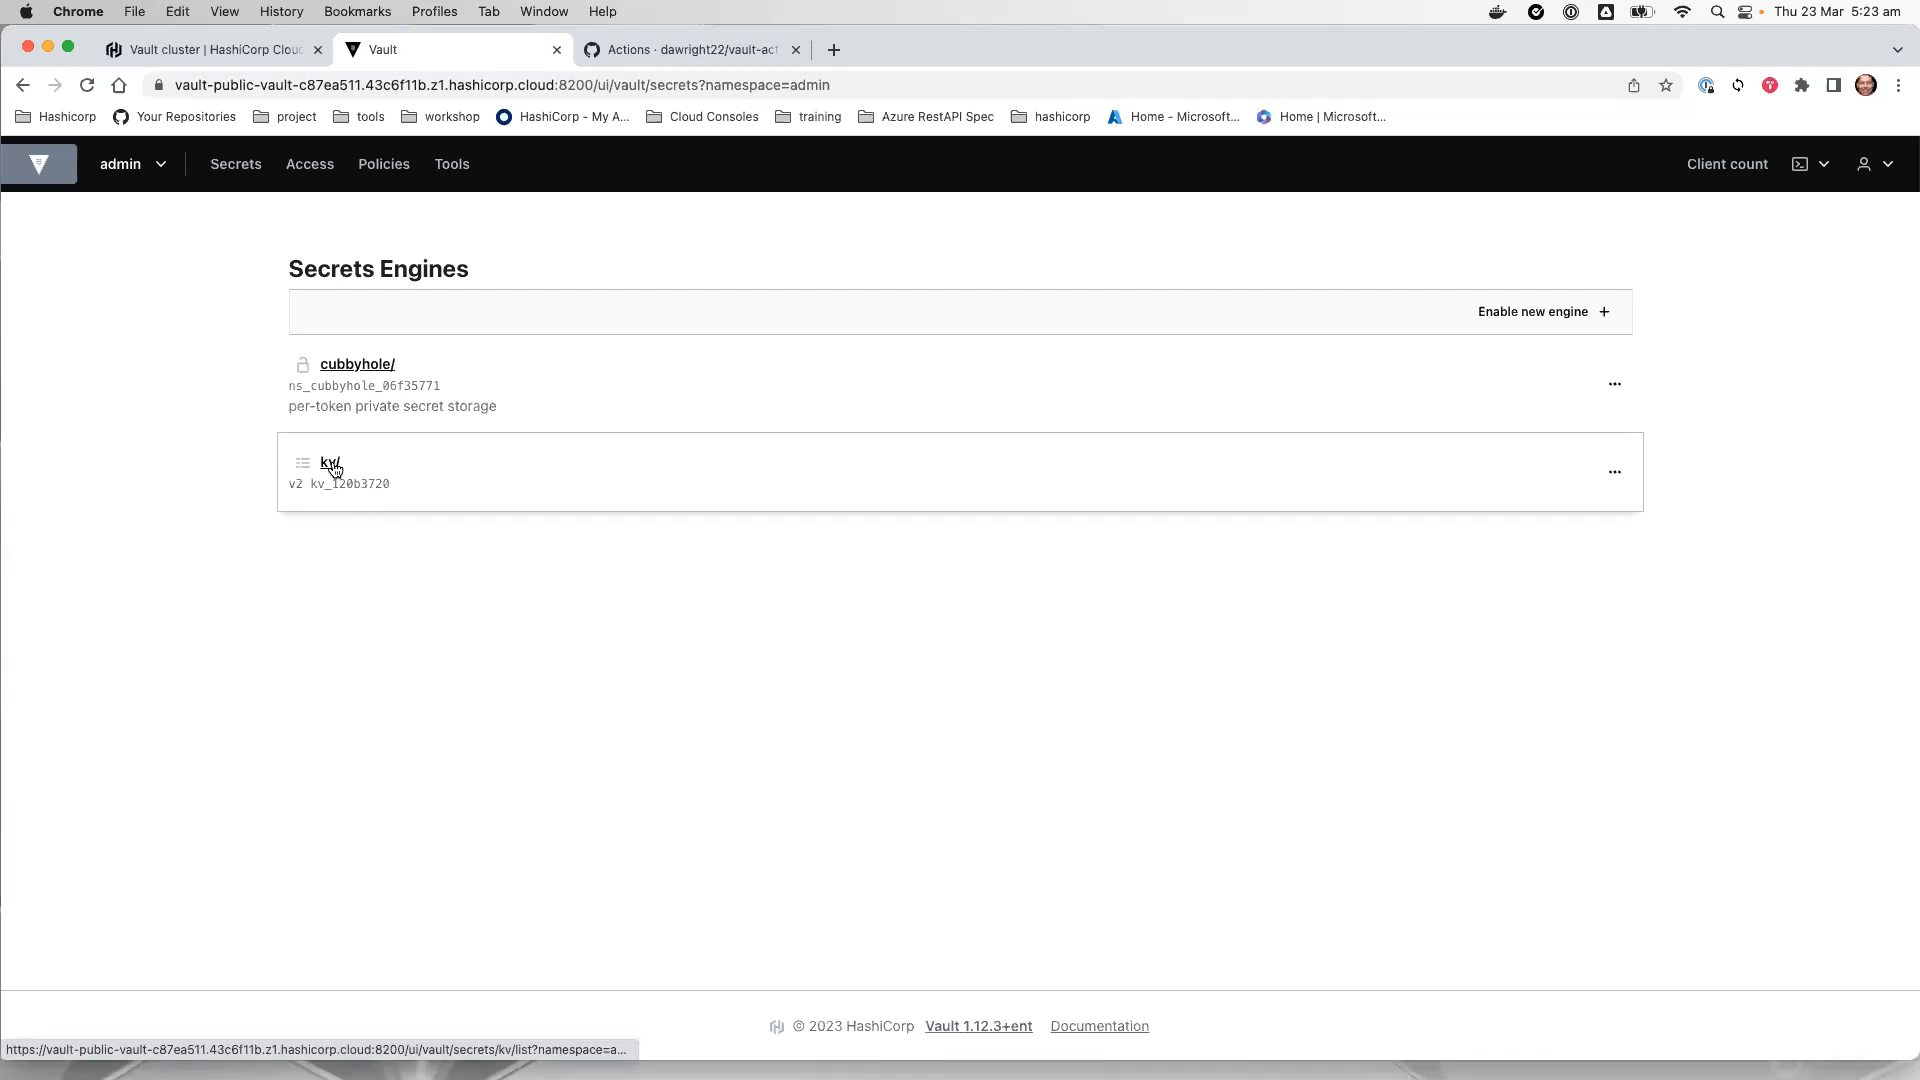 Chrome File Edit View History Bookmarks Profiles Tab Window Help Thu 23 Mar 5:23 am
Vault cluster | HashiCorp Clou Vault Actions · dawright22/vault-act
vault-public-vault-c87ea511.43c6f11b.z1.hashicorp.cloud:8200/ui/vault/secrets?namespace=admin
Hashicorp Your Repositories project tools workshop HashiCorp - My A... Cloud Consoles training Azure RestAPI Spec hashicorp Home - Microsoft... Home | Microsoft...
admin Secrets Access Policies Tools Client count
Secrets Engines
Enable new engine +
cubbyhole/
ns_cubbyhole_06f35771
per-token private secret storage
kv/
v2 kv_120b3720
© 2023 HashiCorp Vault 1.12.3+ent Documentation
https://vault-public-vault-c87ea511.43c6f11b.z1.hashicorp.cloud:8200/ui/vault/secrets/kv/list?namespace=a...